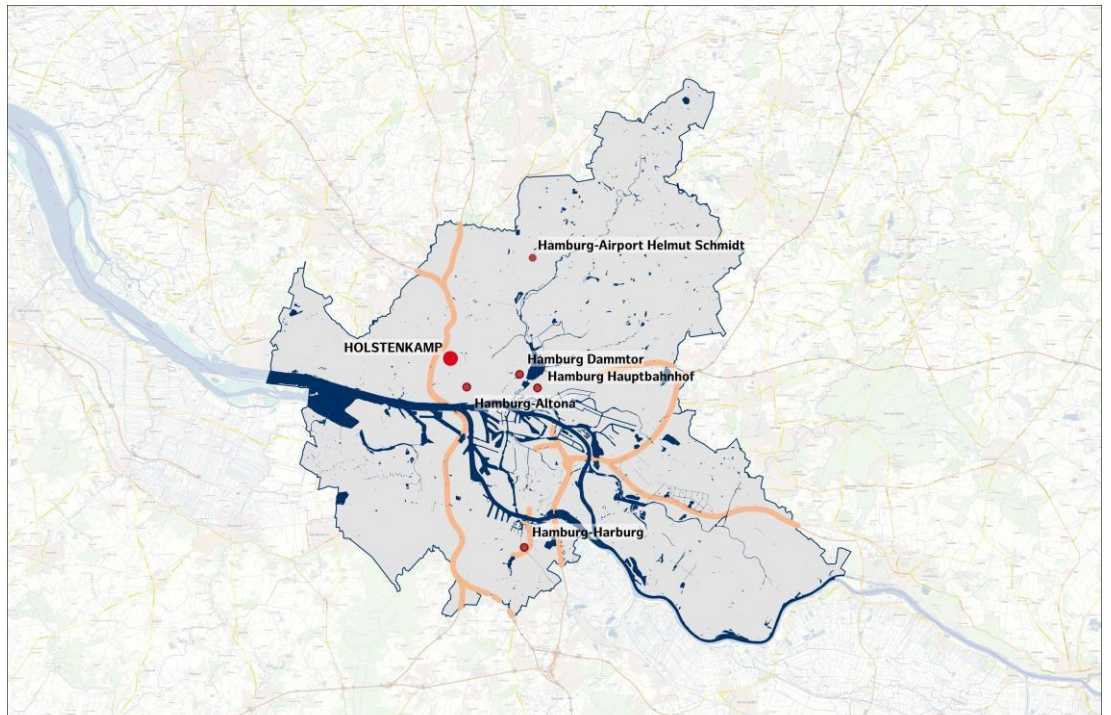 Hamburg-Airport Helmut Schmidt
HOLSTENKAMP
Hamburg Dammtor
Hamburg Hauptbahnhof
Hamburg-Altona
Hamburg-Harburg